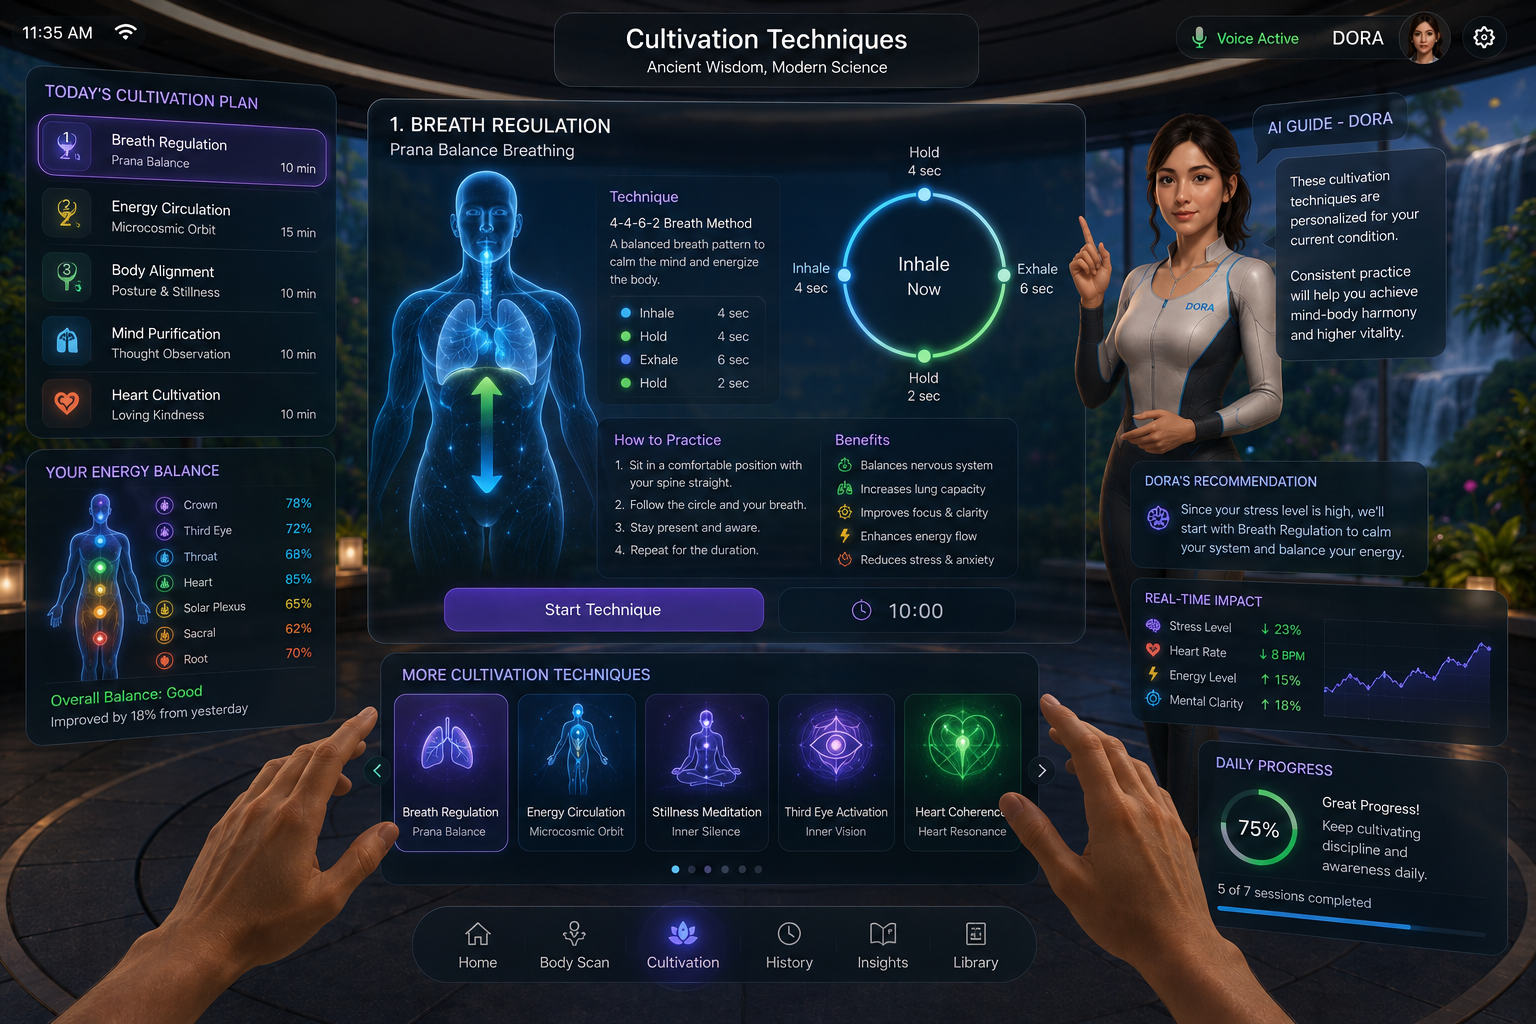 11:35 AM
Cultivation Techniques
Ancient Wisdom, Modern Science
Voice Active
DORA
TODAY'S CULTIVATION PLAN
1
Breath Regulation
Prana Balance
10 min
2
Energy Circulation
Microcosmic Orbit
15 min
3
Body Alignment
Posture & Stillness
10 min
Mind Purification
Thought Observation
10 min
Heart Cultivation
Loving Kindness
10 min
YOUR ENERGY BALANCE
Crown 78%
Third Eye 72%
Throat 68%
Heart 85%
Solar Plexus 65%
Sacral 62%
Root 70%
Overall Balance: Good
Improved by 18% from yesterday
1. BREATH REGULATION
Prana Balance Breathing
Technique
4-4-6-2 Breath Method
A balanced breath pattern to
calm the mind and energize
the body.
Inhale 4 sec
Hold 4 sec
Exhale 6 sec
Hold 2 sec
Hold
4 sec
Inhale
4 sec
Inhale
Now
Exhale
6 sec
Hold
2 sec
How to Practice
1. Sit in a comfortable position with
your spine straight.
2. Follow the circle and your breath.
3. Stay present and aware.
4. Repeat for the duration.
Benefits
Balances nervous system
Increases lung capacity
Improves focus & clarity
Enhances energy flow
Reduces stress & anxiety
Start Technique
10:00
MORE CULTIVATION TECHNIQUES
Breath Regulation
Prana Balance
Energy Circulation
Microcosmic Orbit
Stillness Meditation
Inner Silence
Third Eye Activation
Inner Vision
Heart Coherence
Heart Resonance
Home
Body Scan
Cultivation
History
Insights
Library
AI GUIDE - DORA
These cultivation
techniques are
personalized for your
current condition.
Consistent practice
will help you achieve
mind-body harmony
and higher vitality.
DORA
DORA'S RECOMMENDATION
Since your stress level is high, we'll
start with Breath Regulation to calm
your system and balance your energy.
REAL-TIME IMPACT
Stress Level ↓ 23%
Heart Rate ↓ 8 BPM
Energy Level ↑ 15%
Mental Clarity ↑ 18%
DAILY PROGRESS
75%
Great Progress!
Keep cultivating
discipline and
awareness daily.
5 of 7 sessions completed